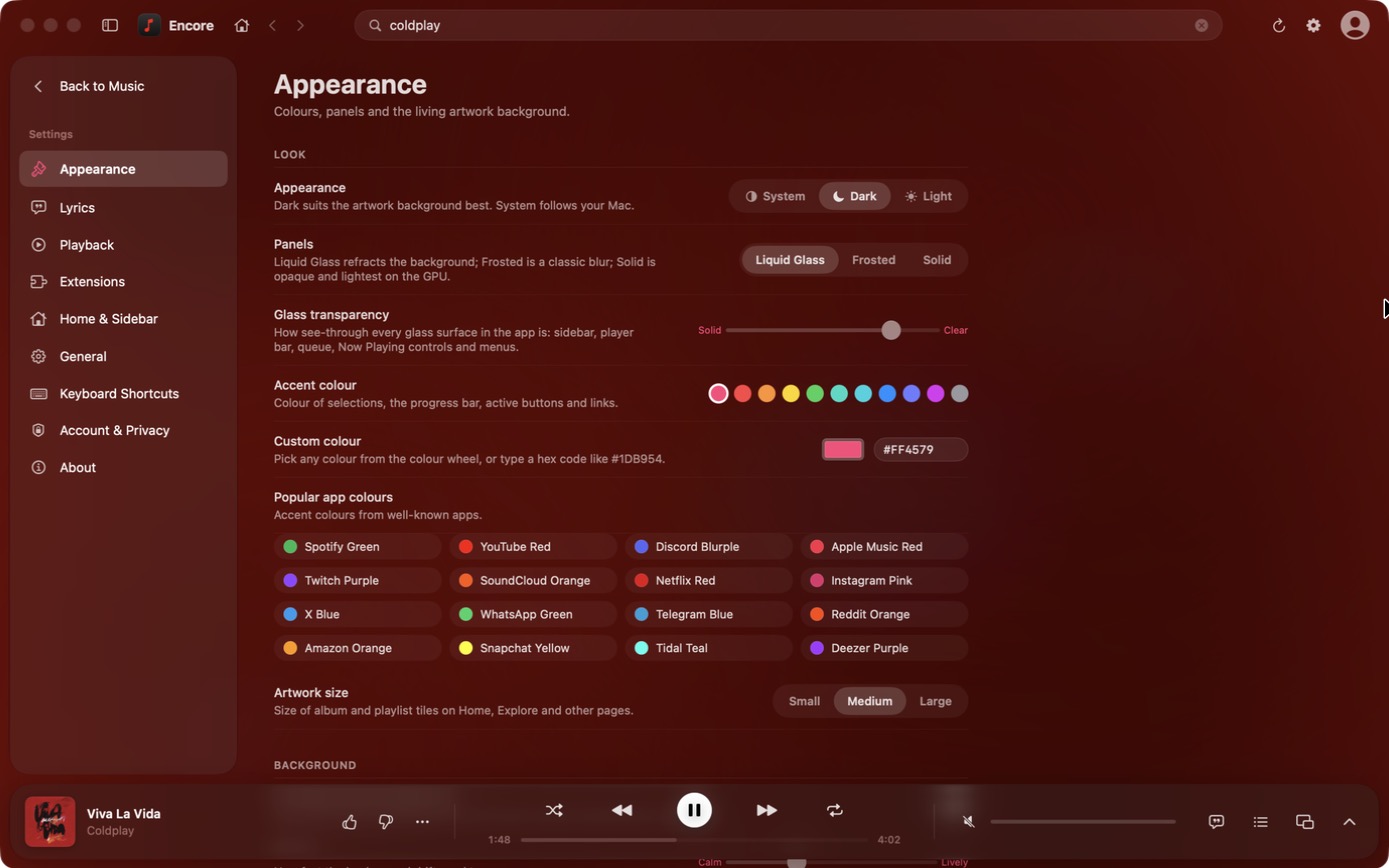 Encore
coldplay
Back to Music
Settings
Appearance
Lyrics
Playback
Extensions
Home & Sidebar
General
Keyboard Shortcuts
Account & Privacy
About
Appearance
Colours, panels and the living artwork background.
LOOK
Appearance
Dark suits the artwork background best. System follows your Mac.
System Dark Light
Panels
Liquid Glass refracts the background; Frosted is a classic blur; Solid is
opaque and lightest on the GPU.
Liquid Glass Frosted Solid
Glass transparency
How see-through every glass surface in the app is: sidebar, player
bar, queue, Now Playing controls and menus.
Solid Clear
Accent colour
Colour of selections, the progress bar, active buttons and links.
Custom colour
Pick any colour from the colour wheel, or type a hex code like #1DB954.
#FF4579
Popular app colours
Accent colours from well-known apps.
Spotify Green YouTube Red Discord Blurple Apple Music Red
Twitch Purple SoundCloud Orange Netflix Red Instagram Pink
X Blue WhatsApp Green Telegram Blue Reddit Orange
Amazon Orange Snapchat Yellow Tidal Teal Deezer Purple
Artwork size
Size of album and playlist tiles on Home, Explore and other pages.
Small Medium Large
BACKGROUND
Viva La Vida
Coldplay
1:48 4:02
Calm Lively